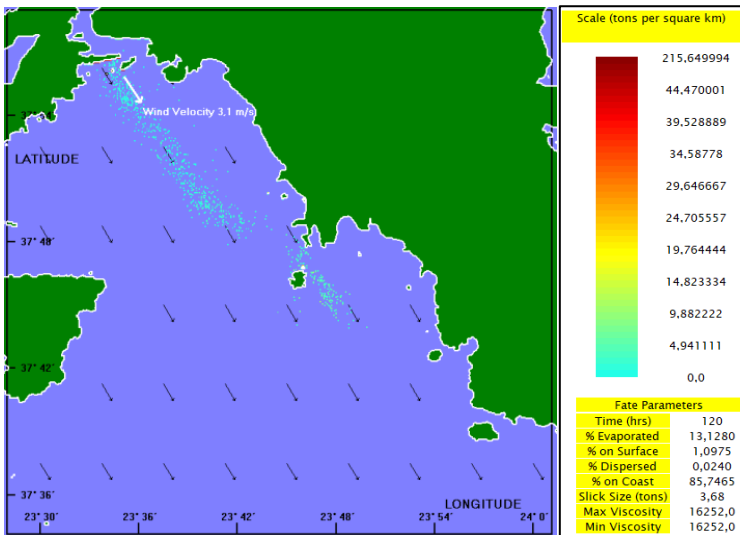 Scale (tons per square km)
215,649994
44,470001
39,528889
34,58778
29,646667
24,705557
19,764444
14,823334
9,882222
4,941111
0.0
Wind Velocity 3,1 m/s
LATITUDE
37 48
37 42
37 36
LONGITUDE
23 30 23 36 23 42 23 48 23 54 24 0
Fate Parameters
Time (hrs) 120
% Evaporated 13,1280
% on Surface 1,0975
% Dispersed 0,0240
% on Coast 85,7465
Slick Size (tons) 3,68
Max Viscosity 16252,0
Min Viscosity 16252,0